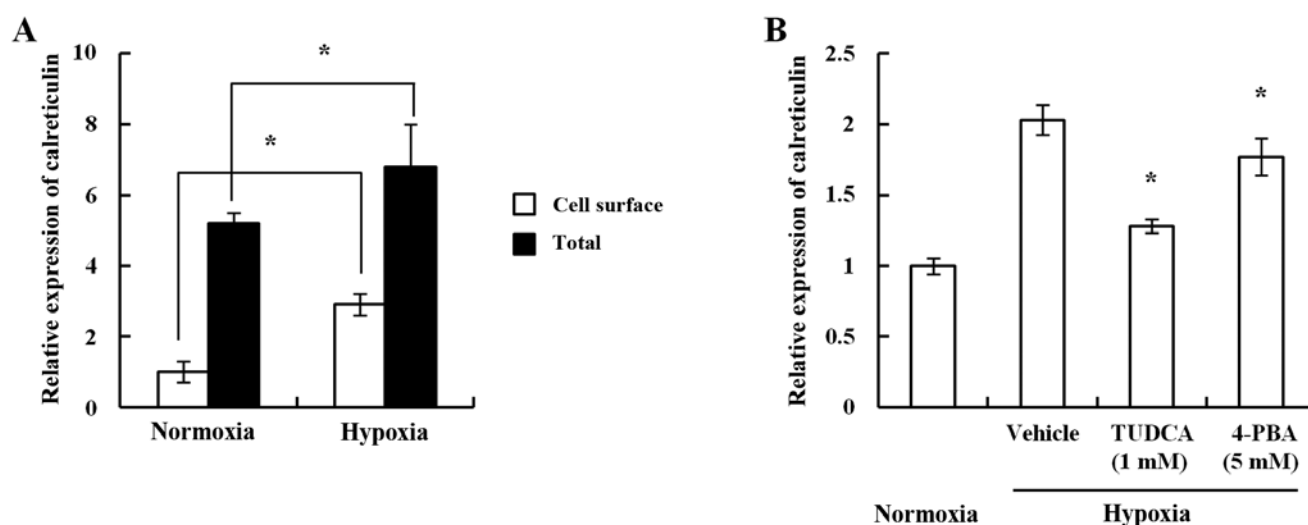 A
Relative expression of calreticulin
10
8
6
4
2
0
*
*
Normoxia
Hypoxia
Cell surface
Total
B
Relative expression of calreticulin
2.5
2
1.5
1
0.5
0
*
*
Vehicle
TUDCA
(1 mM)
4-PBA
(5 mM)
Normoxia
Hypoxia